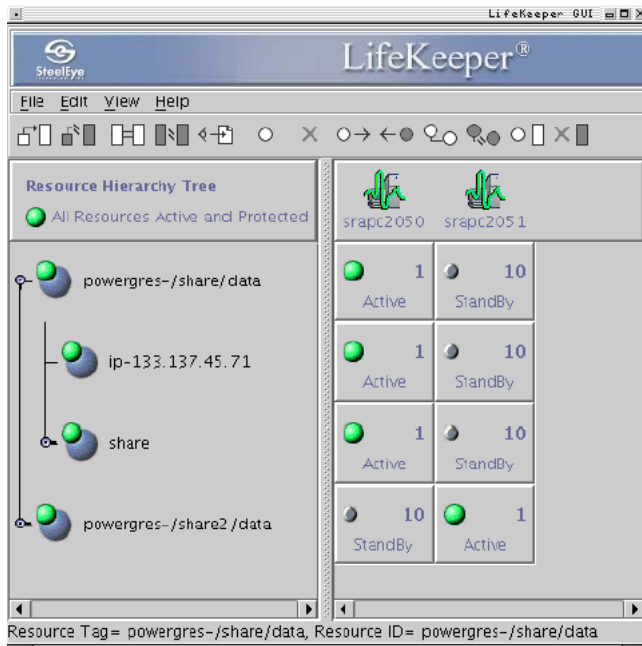 LifeKeeper GUI
SteelEye
LifeKeeper®
File Edit View Help
Resource Hierarchy Tree
All Resources Active and Protected
srapc2050 srapc2051
powergres-/share/data
1 Active
10 StandBy
ip-133.137.45.71
1 Active
10 StandBy
share
1 Active
10 StandBy
powergres-/share2/data
10 StandBy
1 Active
Resource Tag= powergres-/share/data, Resource ID= powergres-/share/data